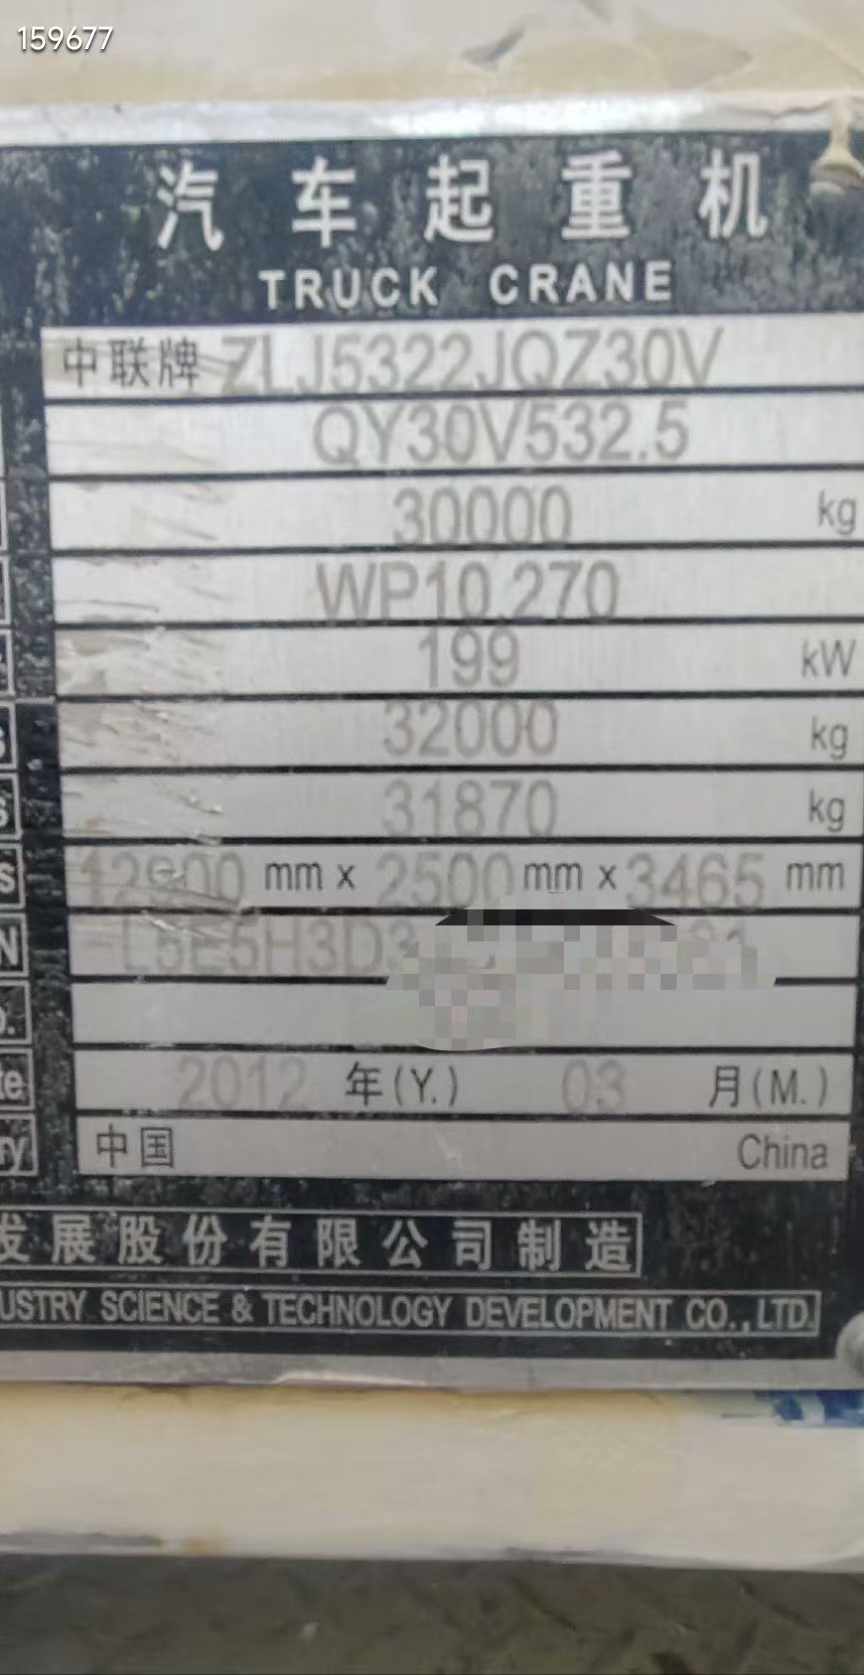 159677
汽车起重机
TRUCK CRANE
中联牌 ZLJ5322JQZ30V
QY30V532.5
30000 kg
WP10.270
199 kW
S 32000 kg
S 31870 kg
S 12900 mm x 2500 mm x 3465 mm
N L5E5H3D3
2012 年(Y.) 03 月(M.)
中国 China
发展股份有限公司制造
USTRY SCIENCE & TECHNOLOGY DEVELOPMENT CO.,LTD.